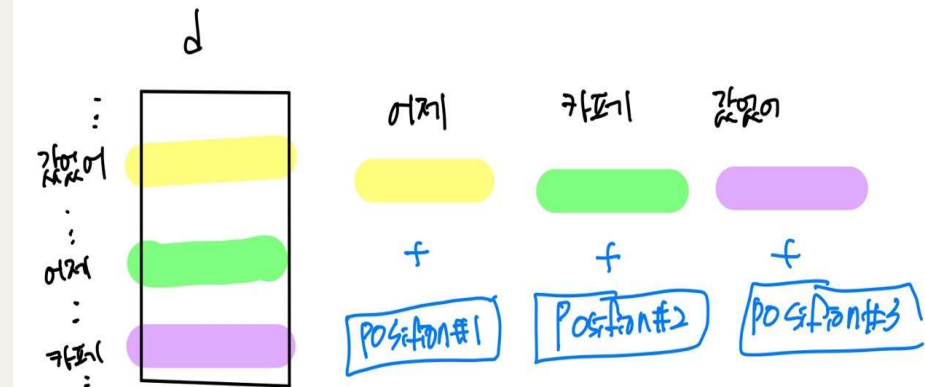 d
어제 카페 갔었어
갔었어
어제
카페
+ + +
position#1 position#2 position#3